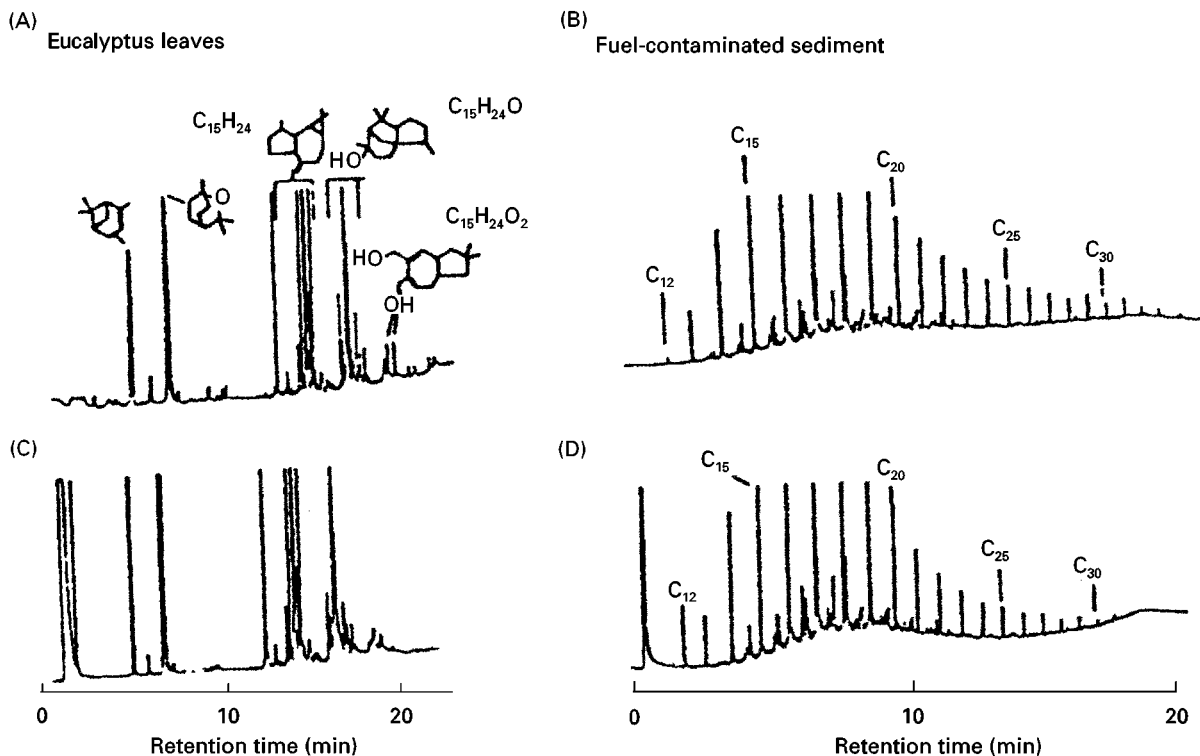 (A)
Eucalyptus leaves
C₁₅H₂₄
C₁₅H₂₄O
HO
O
C₁₅H₂₄O₂
HO
OH
(B)
Fuel-contaminated sediment
C₁₂
C₁₅
C₂₀
C₂₅
C₃₀
(C)
0 10 20
Retention time (min)
(D)
C₁₂
C₁₅
C₂₀
C₂₅
C₃₀
0 10 20
Retention time (min)